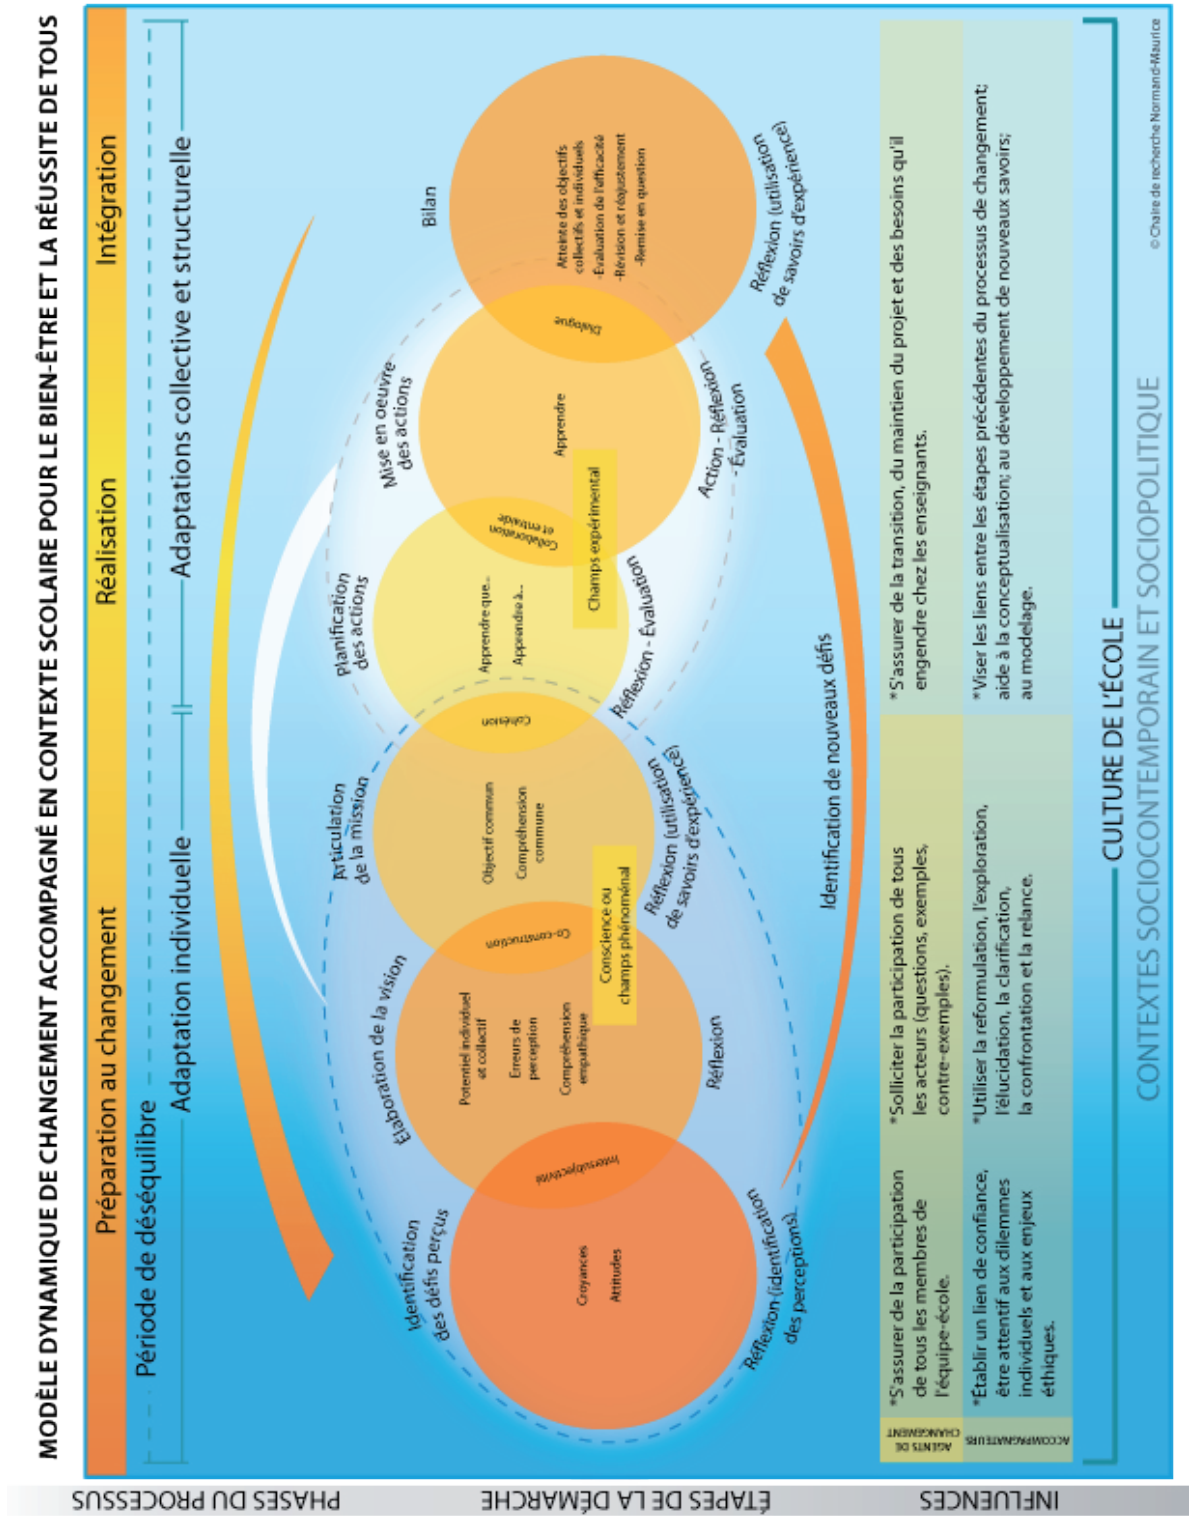 MODÈLE DYNAMIQUE DE CHANGEMENT ACCOMPAGNÉ EN CONTEXTE SCOLAIRE POUR LE BIEN-ÊTRE ET LA RÉUSSITE DE TOUS
PHASES DU PROCESSUS
Préparation au changement
Réalisation
Intégration
Période de déséquilibre
Adaptation individuelle
Adaptations collective et structurelle
ÉTAPES DE LA DÉMARCHE
Identification
des défis perçus
Croyances
Attitudes
Réflexion (identification
des perceptions)
Intersubjectivité
Élaboration de la vision
Potentiel individuel
et collectif
Erreurs de
perception
Compréhension
empathique
Réflexion
Co-construction
Conscience ou
champs phénoménal
Articulation
de la mission
Objectif commun
Compréhension
commune
Réflexion (utilisation
de savoirs d'expérience)
Cohésion
Planification
des actions
Apprendre que...
Apprendre à...
Réflexion - Évaluation
Collaboration
et entraide
Champs expérimental
Mise en oeuvre
des actions
Apprendre
Action - Réflexion
- Évaluation
Dialogue
Bilan
Atteinte des objectifs
collectifs et individuels
-Évaluation de l'efficacité
-Révision et réajustement
-Remise en question
Réflexion (utilisation
de savoirs d'expérience)
Identification de nouveaux défis
INFLUENCES
AGENTS DE
CHANGEMENT
*S'assurer de la participation
de tous les membres de
l'équipe-école.
*Solliciter la participation de tous
les acteurs (questions, exemples,
contre-exemples).
*S'assurer de la transition, du maintien du projet et des besoins qu'il
engendre chez les enseignants.
ACCOMPAGNATEURS
*Établir un lien de confiance,
être attentif aux dilemmes
individuels et aux enjeux
éthiques.
*Utiliser la reformulation, l'exploration,
l'élucidation, la clarification,
la confrontation et la relance.
*Viser les liens entre les étapes précédentes du processus de changement;
aide à la conceptualisation; au développement de nouveaux savoirs;
au modelage.
CULTURE DE L'ÉCOLE
CONTEXTES SOCIOCONTEMPORAIN ET SOCIOPOLITIQUE
© Chaire de recherche Normand-Maurice